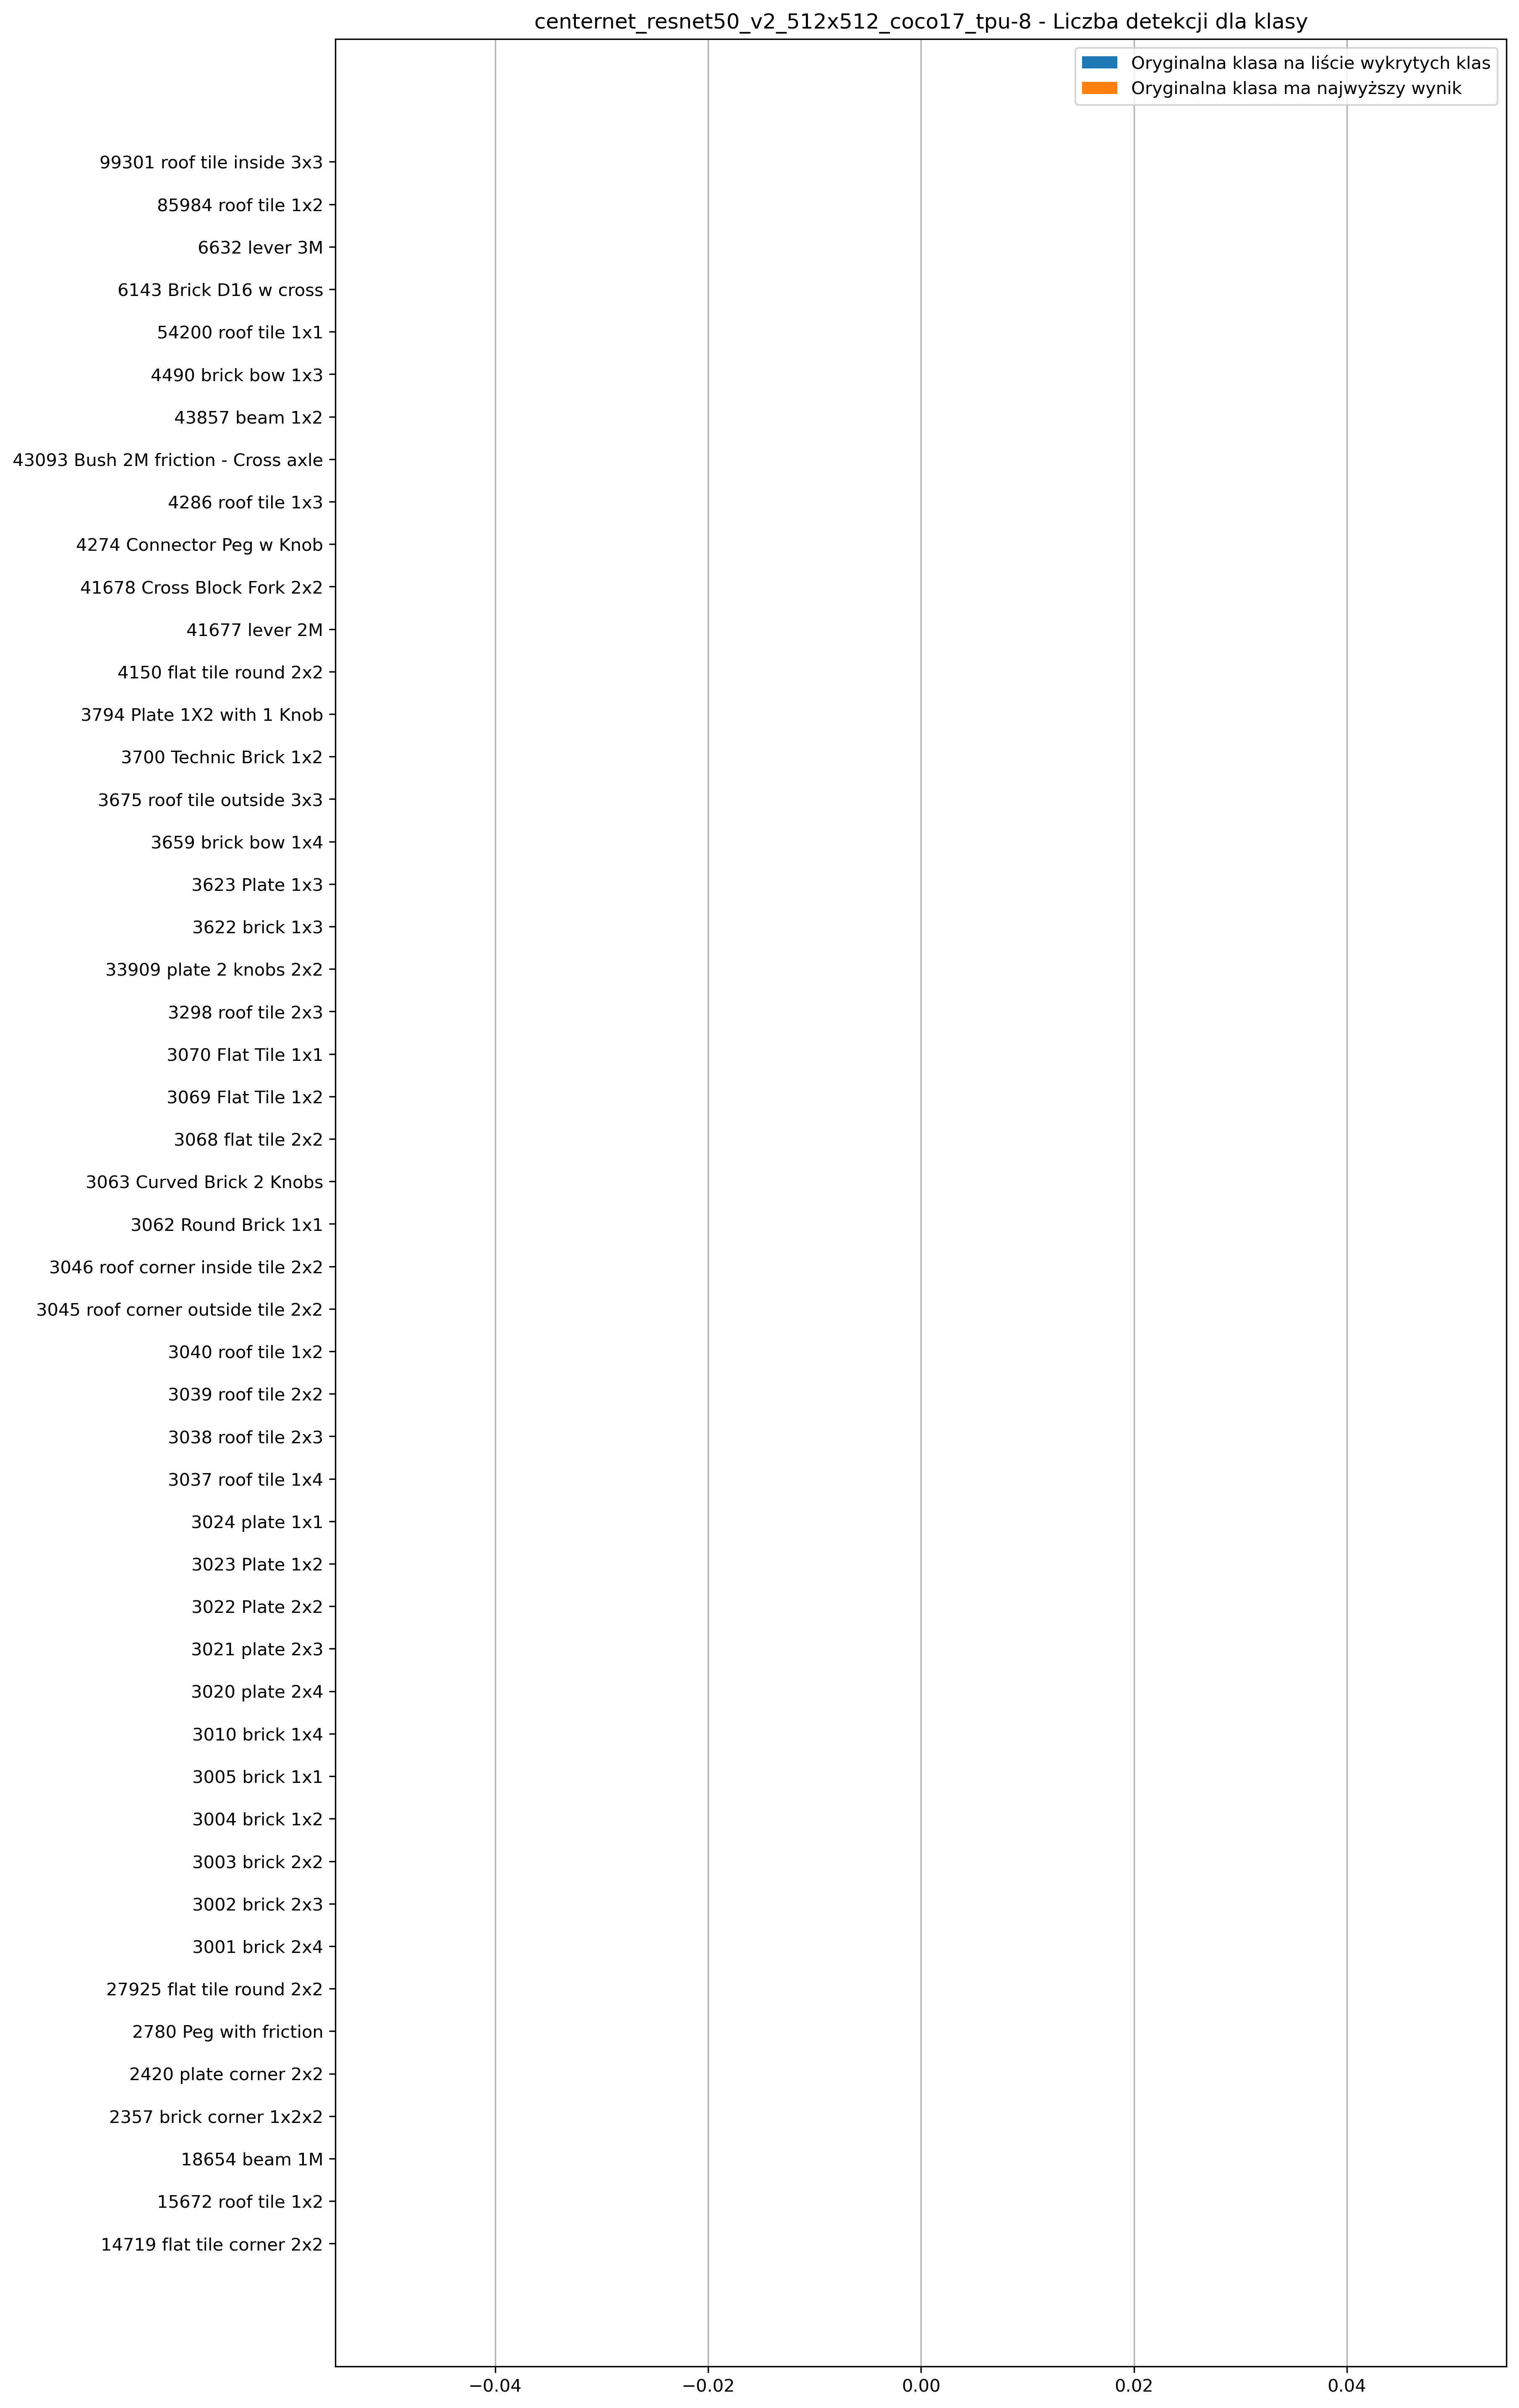 centernet_resnet50_v2_512x512_coco17_tpu-8 - Liczba detekcji dla klasy
Oryginalna klasa na liście wykrytych klas
Oryginalna klasa ma najwyższy wynik
99301 roof tile inside 3x3
85984 roof tile 1x2
6632 lever 3M
6143 Brick D16 w cross
54200 roof tile 1x1
4490 brick bow 1x3
43857 beam 1x2
43093 Bush 2M friction - Cross axle
4286 roof tile 1x3
4274 Connector Peg w Knob
41678 Cross Block Fork 2x2
41677 lever 2M
4150 flat tile round 2x2
3794 Plate 1X2 with 1 Knob
3700 Technic Brick 1x2
3675 roof tile outside 3x3
3659 brick bow 1x4
3623 Plate 1x3
3622 brick 1x3
33909 plate 2 knobs 2x2
3298 roof tile 2x3
3070 Flat Tile 1x1
3069 Flat Tile 1x2
3068 flat tile 2x2
3063 Curved Brick 2 Knobs
3062 Round Brick 1x1
3046 roof corner inside tile 2x2
3045 roof corner outside tile 2x2
3040 roof tile 1x2
3039 roof tile 2x2
3038 roof tile 2x3
3037 roof tile 1x4
3024 plate 1x1
3023 Plate 1x2
3022 Plate 2x2
3021 plate 2x3
3020 plate 2x4
3010 brick 1x4
3005 brick 1x1
3004 brick 1x2
3003 brick 2x2
3002 brick 2x3
3001 brick 2x4
27925 flat tile round 2x2
2780 Peg with friction
2420 plate corner 2x2
2357 brick corner 1x2x2
18654 beam 1M
15672 roof tile 1x2
14719 flat tile corner 2x2
−0.04 −0.02 0.00 0.02 0.04